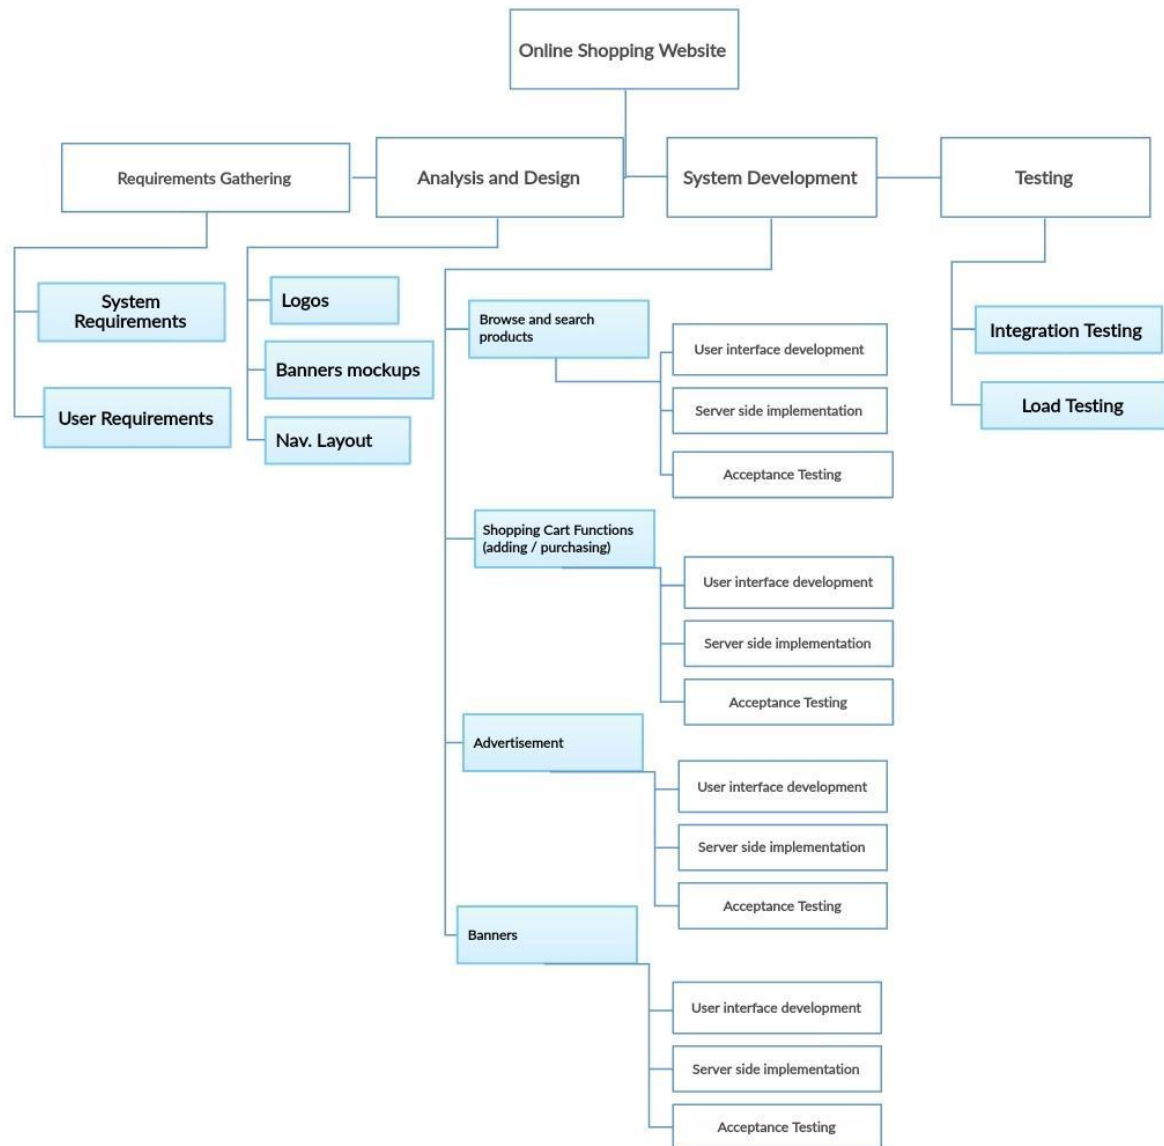 Online Shopping Website
Requirements Gathering
Analysis and Design
System Development
Testing
System
Requirements
User Requirements
Logos
Banners mockups
Nav. Layout
Browse and search
products
User interface development
Server side implementation
Acceptance Testing
Shopping Cart Functions
(adding / purchasing)
User interface development
Server side implementation
Acceptance Testing
Advertisement
User interface development
Server side implementation
Acceptance Testing
Banners
User interface development
Server side implementation
Acceptance Testing
Integration Testing
Load Testing